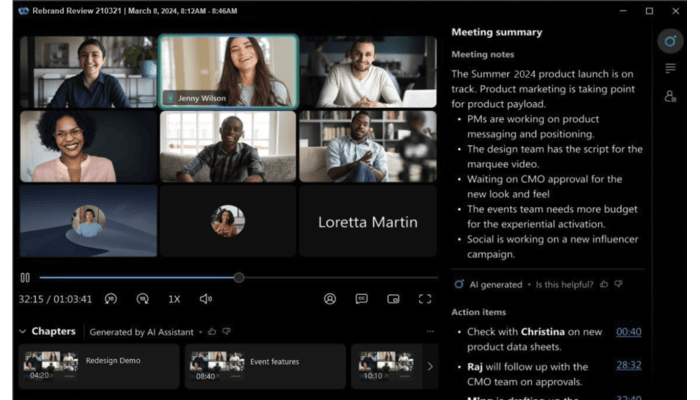 Rebrand Review 210321 | March 8, 2024, 8:12AM - 8:46AM
Jenny Wilson
Loretta Martin
32:15 / 01:03:41
1X
Chapters Generated by AI Assistant •
04:20
Redesign Demo
08:40
Event features
10:10
Meeting summary
Meeting notes
The Summer 2024 product launch is on
track. Product marketing is taking point
for product payload.
• PMs are working on product
messaging and positioning.
• The design team has the script for the
marquee video.
• Waiting on CMO approval for the
new look and feel
• The events team needs more budget
for the experiential activation.
• Social is working on a new influencer
campaign.
AI generated • Is this helpful?
Action items
• Check with Christina on new 00:40
product data sheets.
• Raj will follow up with the 28:32
CMO team on approvals.